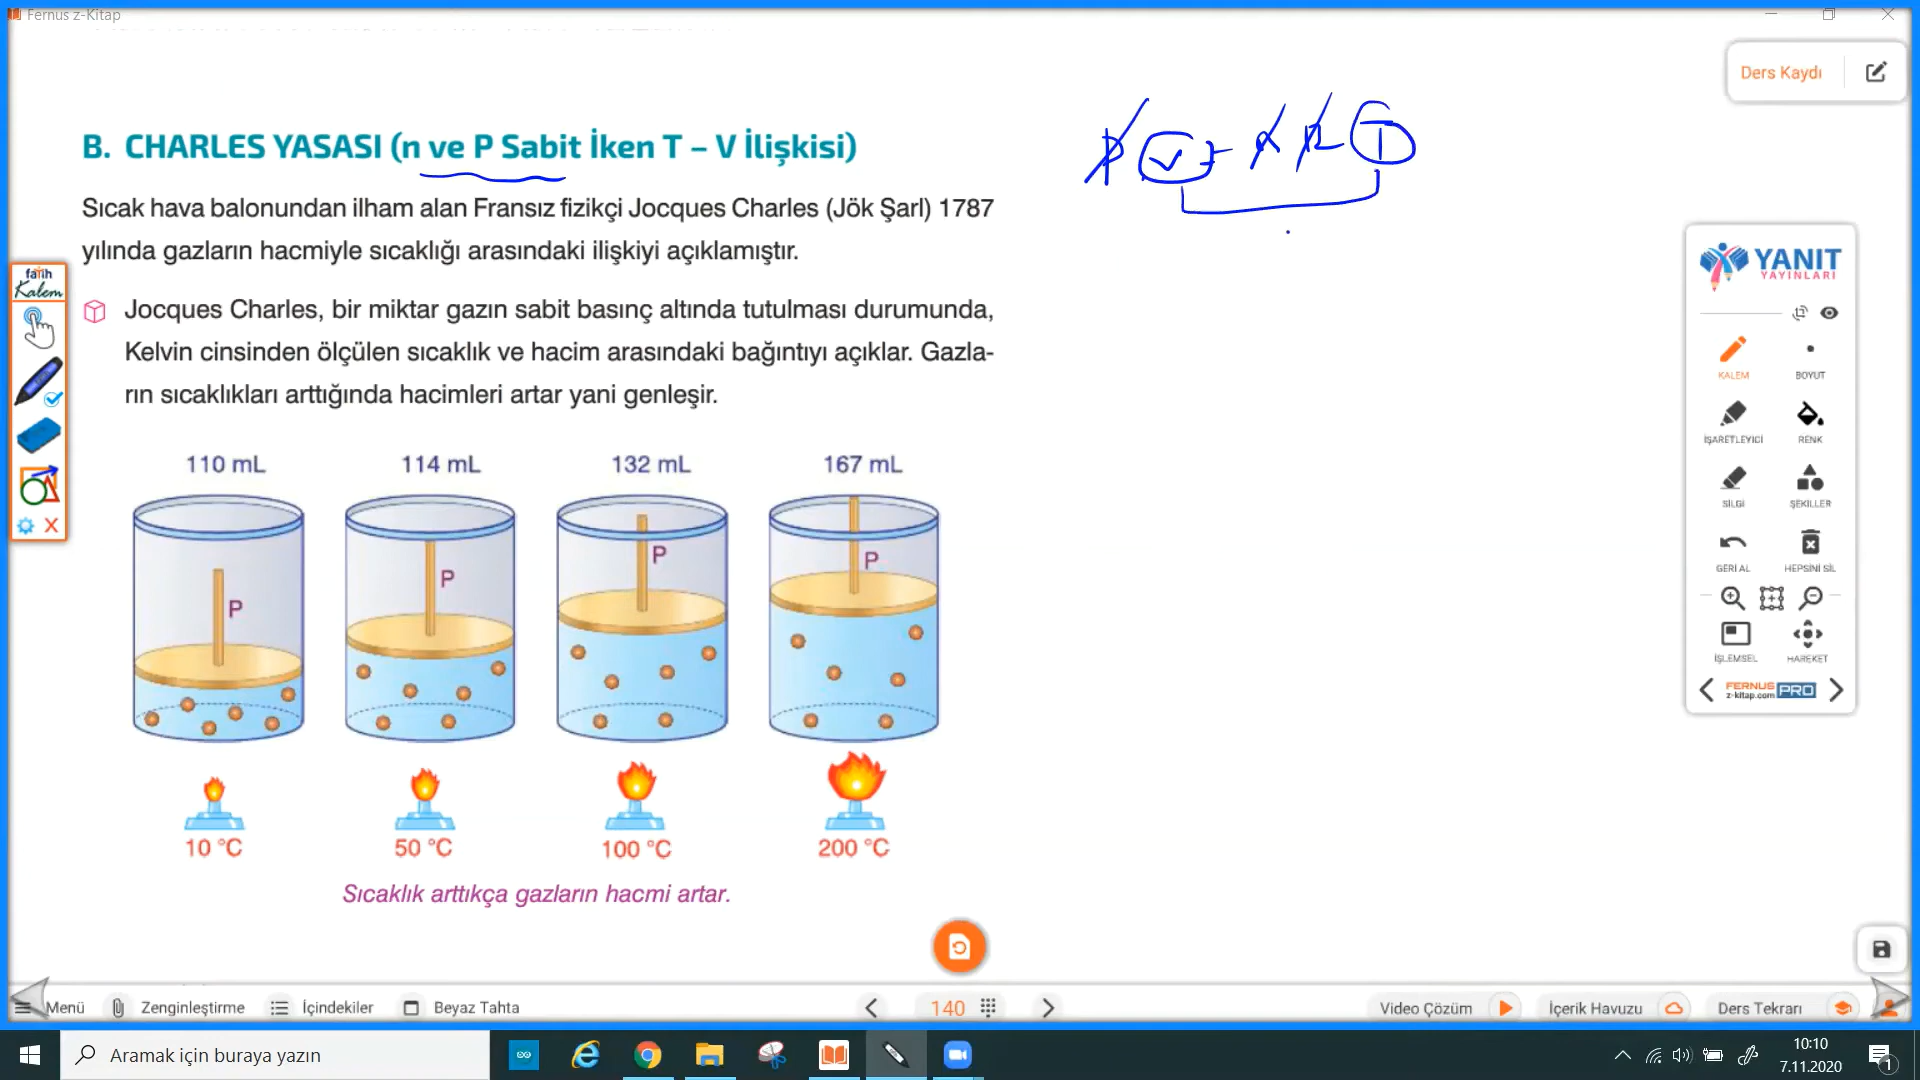 Fernus z-Kitap
Ders Kaydı
B. CHARLES YASASI (n ve P Sabit İken T – V İlişkisi)
P V = n R T
Sıcak hava balonundan ilham alan Fransız fizikçi Jocques Charles (Jök Şarl) 1787
yılında gazların hacmiyle sıcaklığı arasındaki ilişkiyi açıklamıştır.
Jocques Charles, bir miktar gazın sabit basınç altında tutulması durumunda,
Kelvin cinsinden ölçülen sıcaklık ve hacim arasındaki bağıntıyı açıklar. Gazla-
rın sıcaklıkları arttığında hacimleri artar yani genleşir.
110 mL 114 mL 132 mL 167 mL
P P P P
10 °C 50 °C 100 °C 200 °C
Sıcaklık arttıkça gazların hacmi artar.
fatih
Kalem
X
YANIT
YAYINLARI
KALEM BOYUT
İŞARETLEYİCİ RENK
SİLGİ ŞEKİLLER
GERİ AL HEPSİNİ SİL
İŞLEMSEL HAREKET
FERNUS PRO
z-kitap.com
Menü Zenginleştirme İçindekiler Beyaz Tahta 140 Video Çözüm İçerik Havuzu Ders Tekrarı
Aramak için buraya yazın
10:10
7.11.2020
1